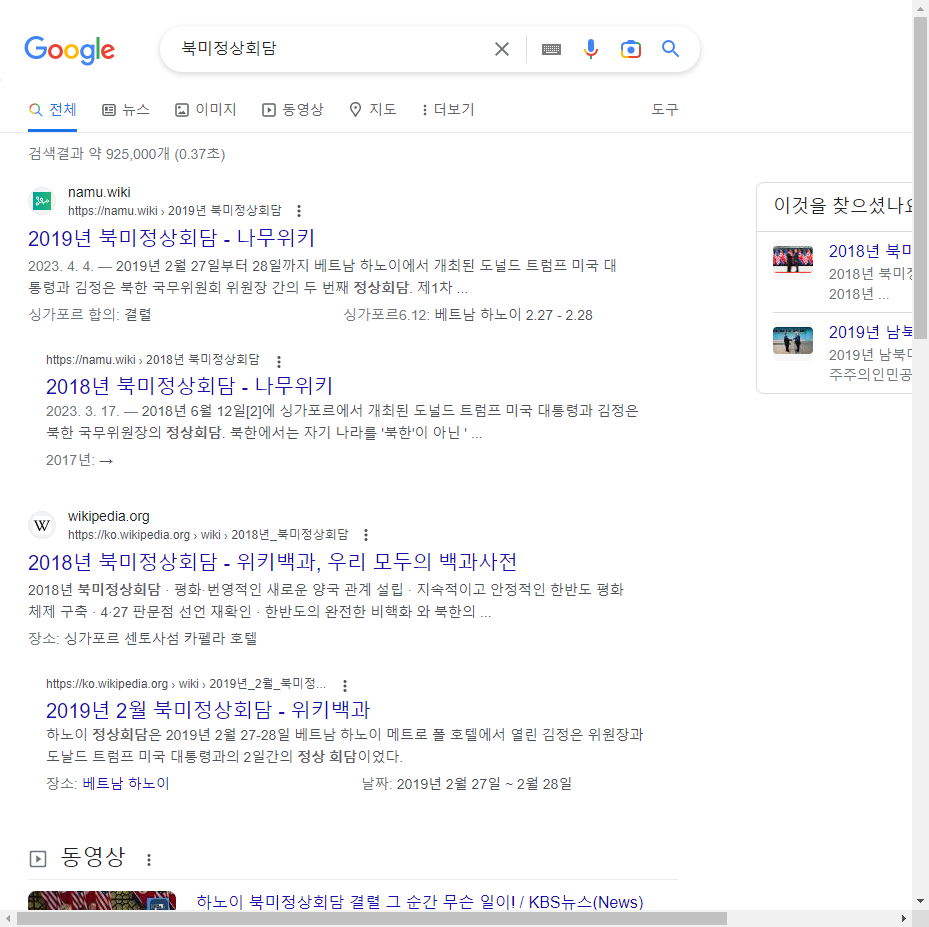 Google
북미정상회담
전체
뉴스
이미지
동영상
지도
더보기
도구
검색결과 약 925,000개 (0.37초)
namu.wiki
https://namu.wiki › 2019년 북미정상회담
2019년 북미정상회담 - 나무위키
2023. 4. 4. — 2019년 2월 27일부터 28일까지 베트남 하노이에서 개최된 도널드 트럼프 미국 대
통령과 김정은 북한 국무위원회 위원장 간의 두 번째 정상회담. 제1차 ...
싱가포르 합의: 결렬
싱가포르6.12: 베트남 하노이 2.27 - 2.28
https://namu.wiki › 2018년 북미정상회담
2018년 북미정상회담 - 나무위키
2023. 3. 17. — 2018년 6월 12일[2]에 싱가포르에서 개최된 도널드 트럼프 미국 대통령과 김정은
북한 국무위원장의 정상회담. 북한에서는 자기 나라를 '북한'이 아닌 ' ...
2017년: →
W
wikipedia.org
https://ko.wikipedia.org › wiki › 2018년_북미정상회담
2018년 북미정상회담 - 위키백과, 우리 모두의 백과사전
2018년 북미정상회담 · 평화·번영적인 새로운 양국 관계 설립 · 지속적이고 안정적인 한반도 평화
체제 구축 · 4·27 판문점 선언 재확인 · 한반도의 완전한 비핵화 와 북한의 ...
장소: 싱가포르 센토사섬 카펠라 호텔
https://ko.wikipedia.org › wiki › 2019년_2월_북미정...
2019년 2월 북미정상회담 - 위키백과
하노이 정상회담은 2019년 2월 27-28일 베트남 하노이 메트로 폴 호텔에서 열린 김정은 위원장과
도날드 트럼프 미국 대통령과의 2일간의 정상 회담이었다.
장소: 베트남 하노이
날짜: 2019년 2월 27일 ~ 2월 28일
동영상
하노이 북미정상회담 결렬 그 순간 무슨 일이! / KBS뉴스(News)
이것을 찾으셨나요
2018년 북미
2018년 북미정
2018년 ...
2019년 남북
2019년 남북미
주주의인민공